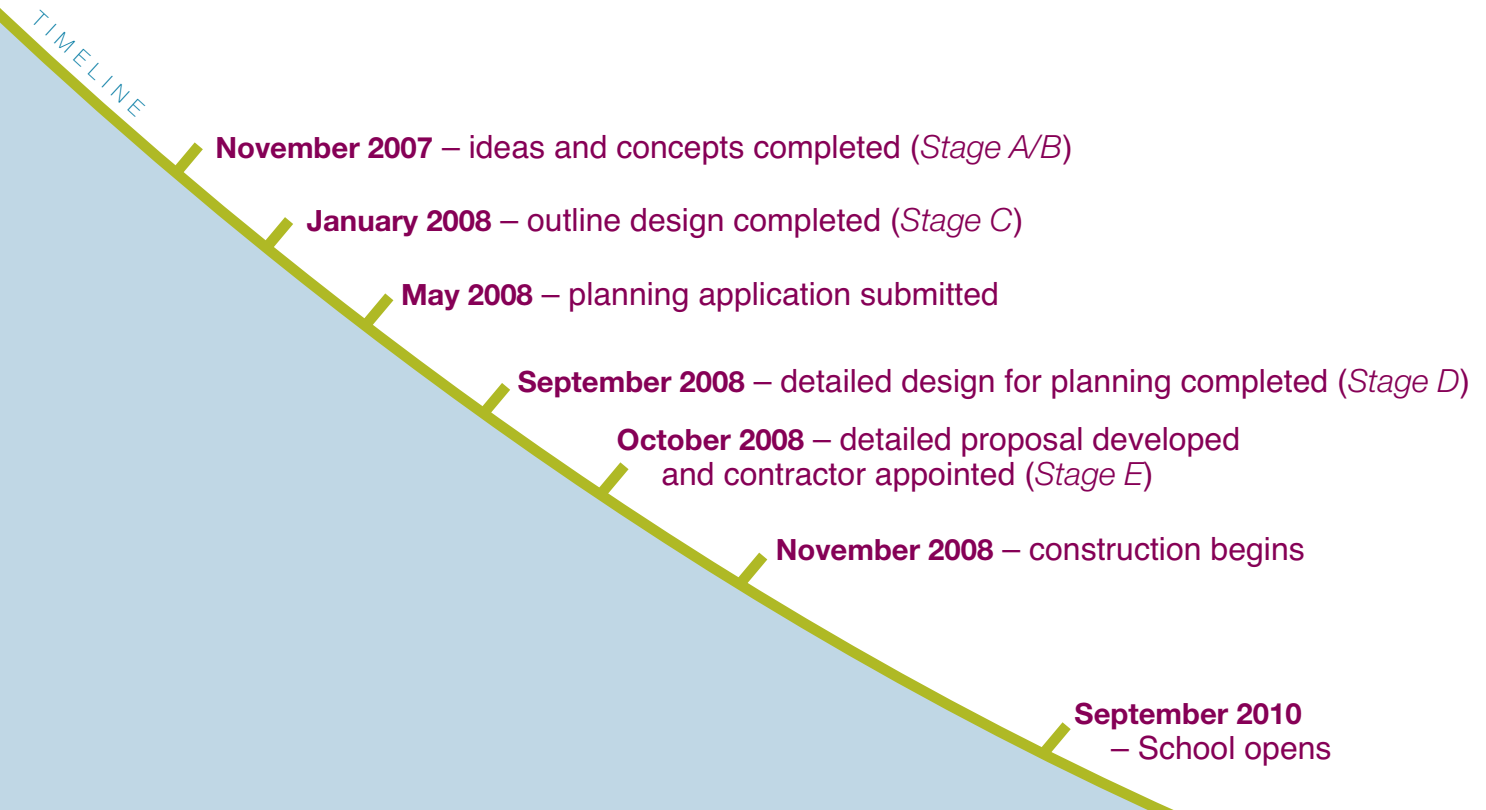 TIMELINE
November 2007 – ideas and concepts completed (Stage A/B)
January 2008 – outline design completed (Stage C)
May 2008 – planning application submitted
September 2008 – detailed design for planning completed (Stage D)
October 2008 – detailed proposal developed
and contractor appointed (Stage E)
November 2008 – construction begins
September 2010
– School opens